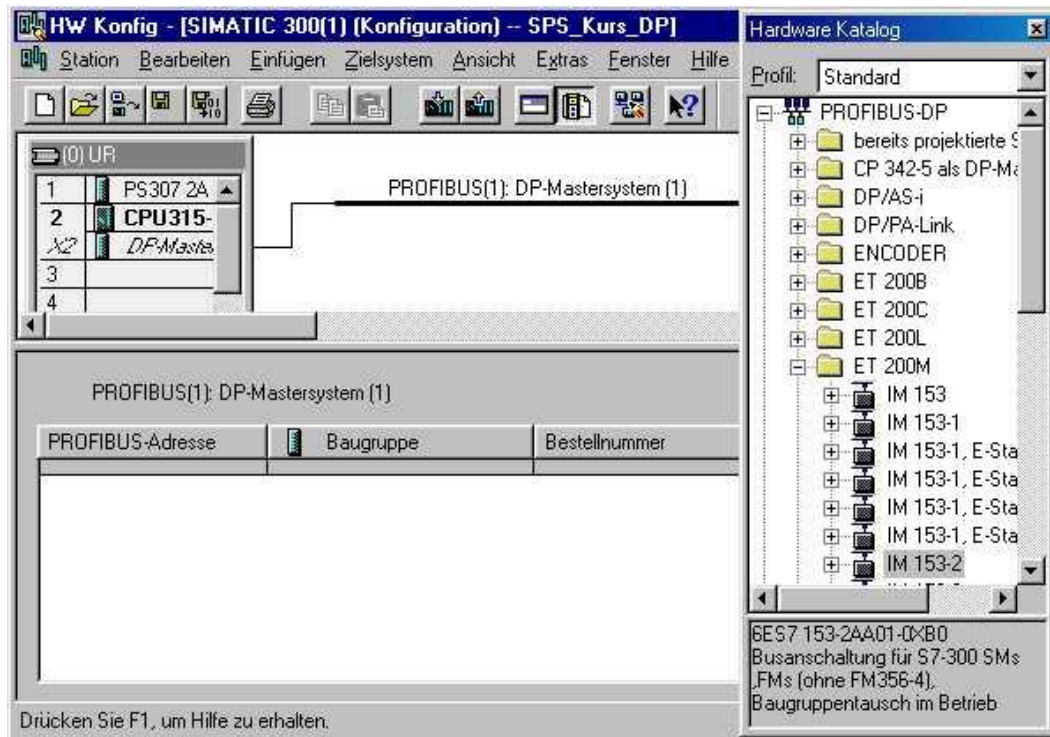 HW Konfig - [SIMATIC 300(1) (Konfiguration) -- SPS_Kurs_DP]
Station Bearbeiten Einfügen Zielsystem Ansicht Extras Fenster Hilfe
(0) UR
1 PS307 2A
2 CPU315-
X2 DP-Maste
3
4
PROFIBUS(1): DP-Mastersystem (1)
PROFIBUS(1): DP-Mastersystem (1)
PROFIBUS-Adresse Baugruppe Bestellnummer
Drücken Sie F1, um Hilfe zu erhalten.
Hardware Katalog
Profil: Standard
PROFIBUS-DP
bereits projektierte S
CP 342-5 als DP-Ma
DP/AS-i
DP/PA-Link
ENCODER
ET 200B
ET 200C
ET 200L
ET 200M
IM 153
IM 153-1
IM 153-1, E-Sta
IM 153-1, E-Sta
IM 153-1, E-Sta
IM 153-1, E-Sta
IM 153-2
6ES7 153-2AA01-0XB0
Busanschaltung für S7-300 SMs
,FMs (ohne FM356-4),
Baugruppentausch im Betrieb